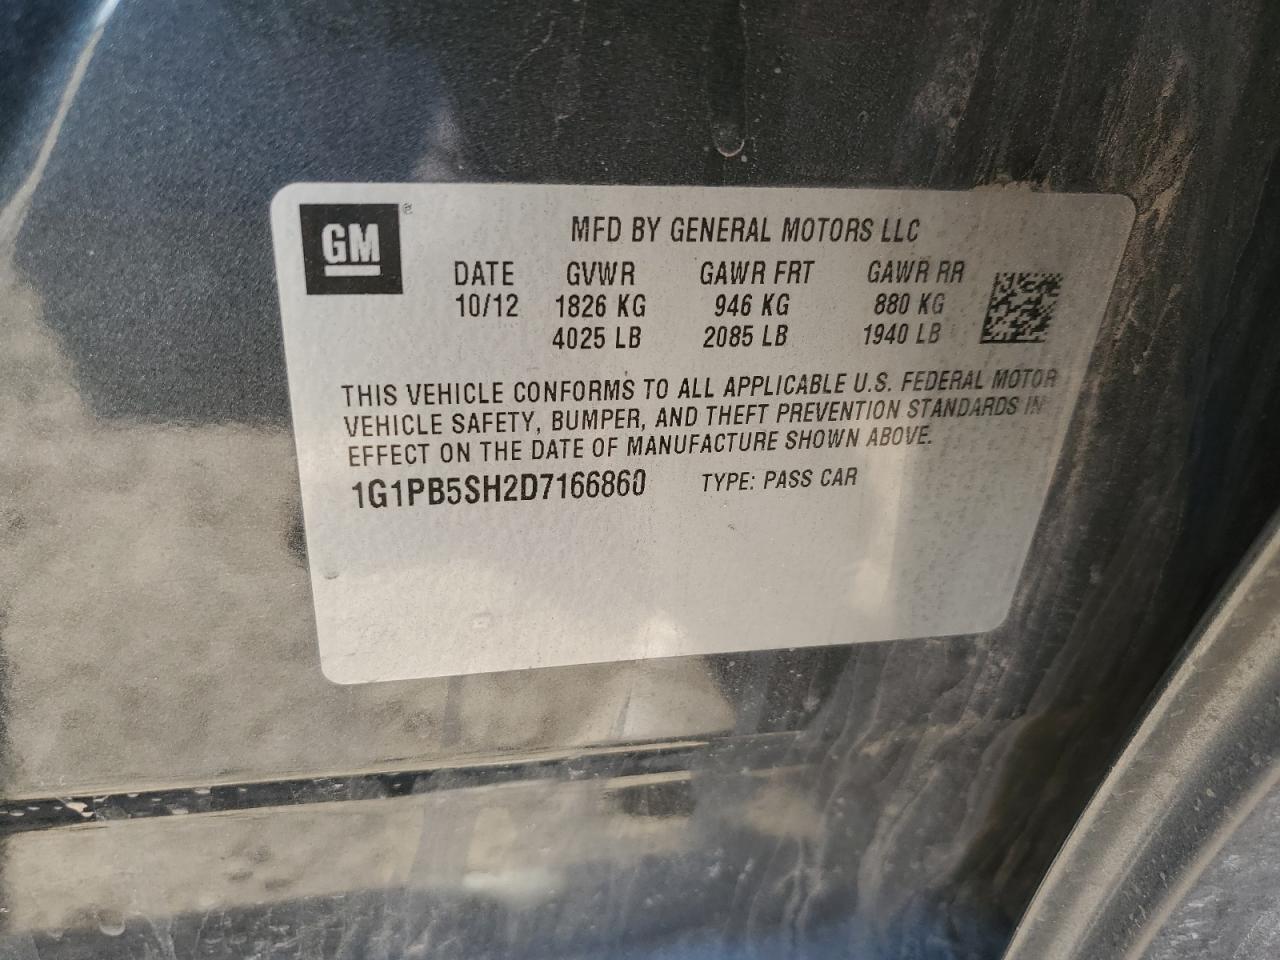 GM®
MFD BY GENERAL MOTORS LLC
DATE GVWR GAWR FRT GAWR RR
10/12 1826 KG 946 KG 880 KG
4025 LB 2085 LB 1940 LB
THIS VEHICLE CONFORMS TO ALL APPLICABLE U.S. FEDERAL MOTOR
VEHICLE SAFETY, BUMPER, AND THEFT PREVENTION STANDARDS IN
EFFECT ON THE DATE OF MANUFACTURE SHOWN ABOVE.
1G1PB5SH2D7166860 TYPE: PASS CAR